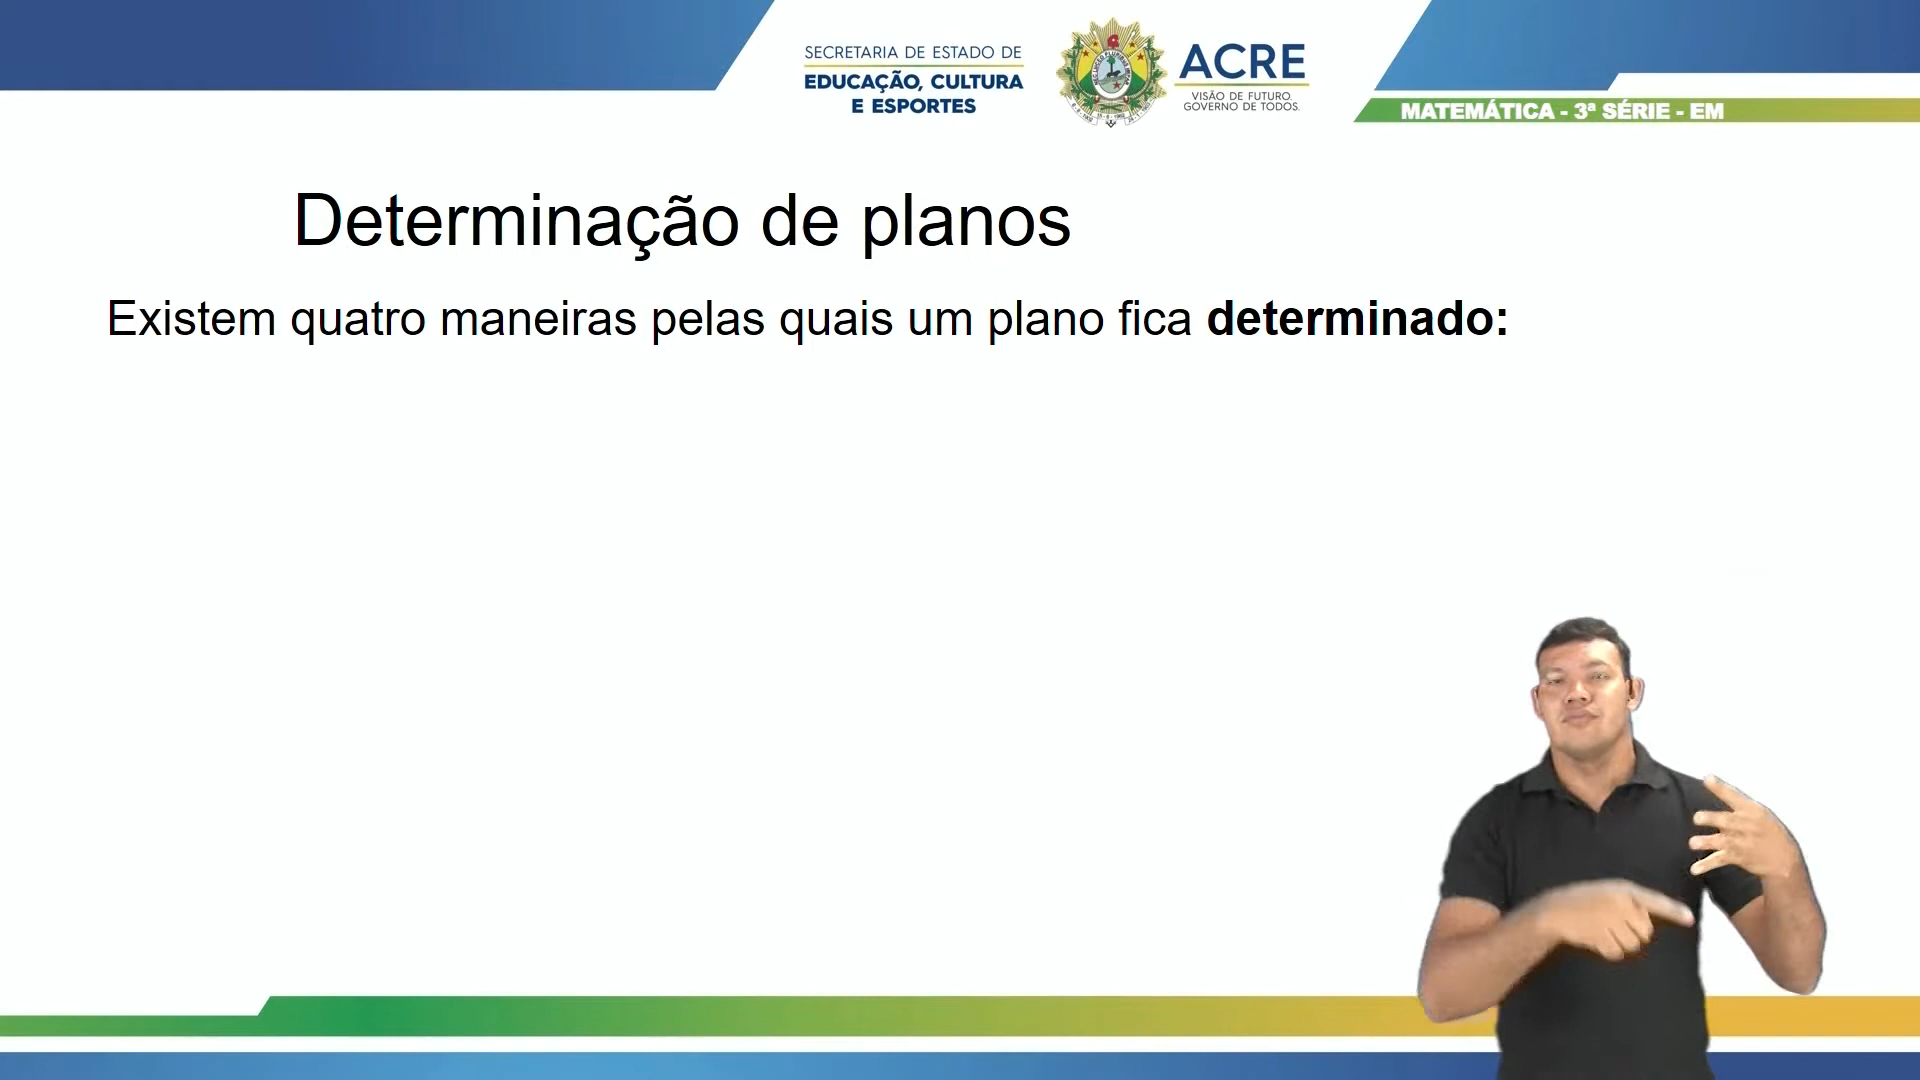 SECRETARIA DE ESTADO DE
EDUCAÇÃO, CULTURA
E ESPORTES
ACRE
VISÃO DE FUTURO.
GOVERNO DE TODOS.
MATEMÁTICA - 3ª SÉRIE - EM
Determinação de planos
Existem quatro maneiras pelas quais um plano fica determinado: